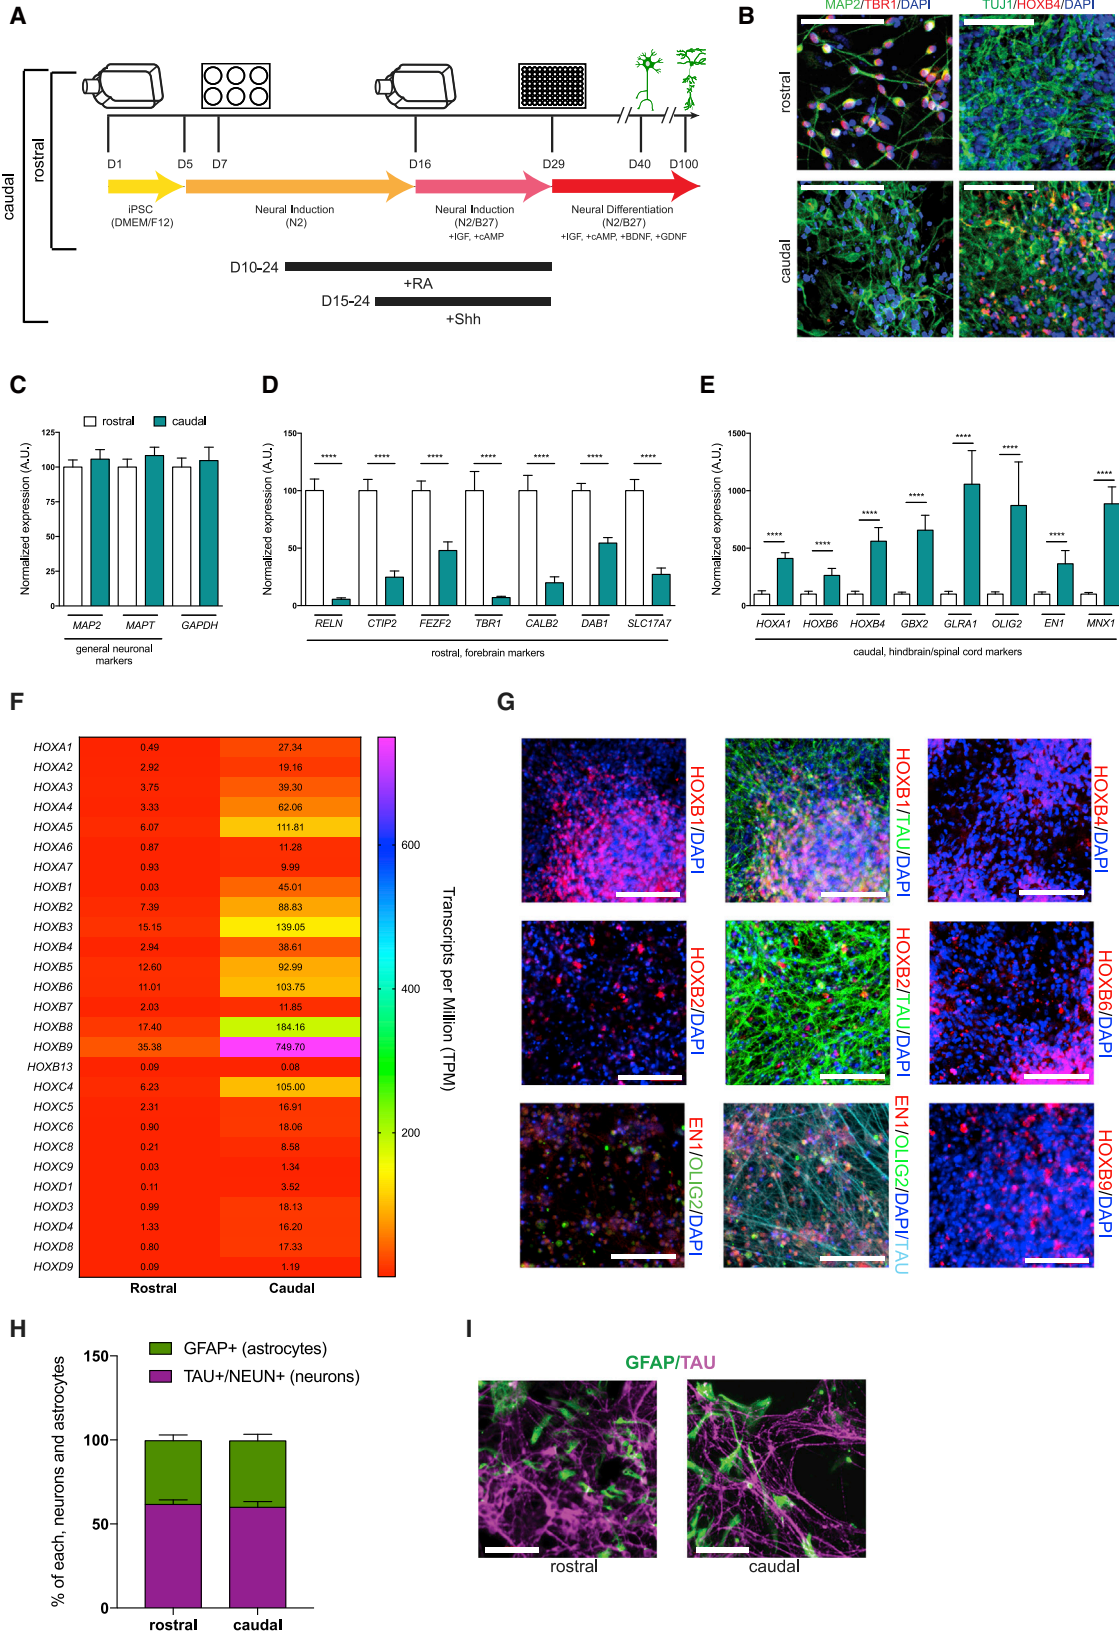 A
caudal
rostral
D1
D5
D7
D16
D29
D40
D100
iPSC
(DMEM/F12)
Neural Induction
(N2)
Neural Induction
(N2/B27)
+IGF, +cAMP
Neural Differentiation
(N2/B27)
+IGF, +cAMP, +BDNF, +GDNF
D10-24
+RA
D15-24
+Shh
B
MAP2/TBR1/DAPI
TUJ1/HOXB4/DAPI
rostral
caudal
C
rostral
caudal
Normalized expression (A.U.)
125
100
75
50
25
0
MAP2
MAPT
GAPDH
general neuronal
markers
D
Normalized expression (A.U.)
150
100
50
0
****
****
****
****
****
****
****
RELN
CTIP2
FEZF2
TBR1
CALB2
DAB1
SLC17A7
rostral, forebrain markers
E
Normalized expression (A.U.)
1500
1000
500
0
****
****
****
****
****
****
****
****
HOXA1
HOXB6
HOXB4
GBX2
GLRA1
OLIG2
EN1
MNX1
caudal, hindbrain/spinal cord markers
F
HOXA1 0.49 27.34
HOXA2 2.92 19.16
HOXA3 3.75 39.30
HOXA4 3.33 62.06
HOXA5 6.07 111.81
HOXA6 0.87 11.28
HOXA7 0.93 9.99
HOXB1 0.03 45.01
HOXB2 7.39 88.83
HOXB3 15.15 139.05
HOXB4 2.94 38.61
HOXB5 12.60 92.99
HOXB6 11.01 103.75
HOXB7 2.03 11.85
HOXB8 17.40 184.16
HOXB9 35.38 749.70
HOXB13 0.09 0.08
HOXC4 6.23 105.00
HOXC5 2.31 16.91
HOXC6 0.90 18.06
HOXC8 0.21 8.58
HOXC9 0.03 1.34
HOXD1 0.11 3.52
HOXD3 0.99 18.13
HOXD4 1.33 16.20
HOXD8 0.80 17.33
HOXD9 0.09 1.19
Rostral Caudal
600
400
200
Transcripts per Million (TPM)
G
HOXB1/DAPI
HOXB1/TAU/DAPI
HOXB4/DAPI
HOXB2/DAPI
HOXB2/TAU/DAPI
HOXB6/DAPI
EN1/OLIG2/DAPI
EN1/OLIG2/DAPI/TAU
HOXB9/DAPI
H
GFAP+ (astrocytes)
TAU+/NEUN+ (neurons)
% of each, neurons and astrocytes
150
100
50
0
rostral
caudal
I
GFAP/TAU
rostral
caudal